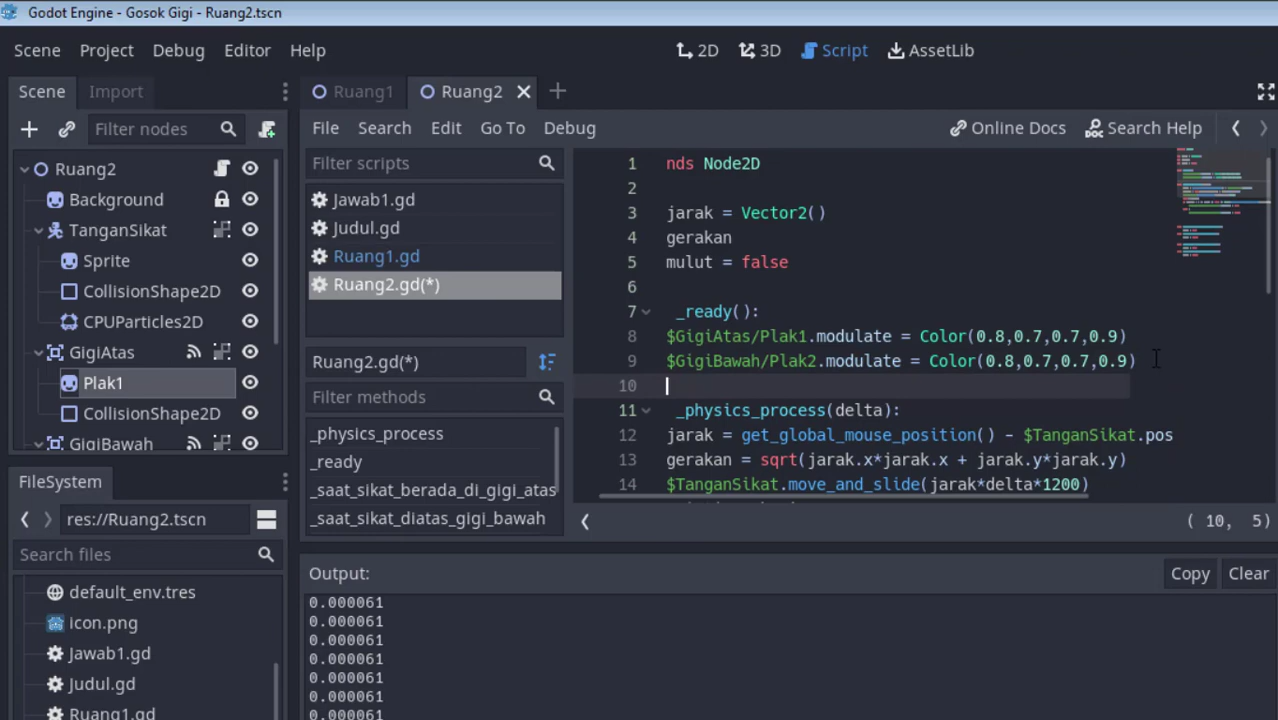 Godot Engine - Gosok Gigi - Ruang2.tscn
Scene Project Debug Editor Help
2D 3D Script AssetLib
Scene Import
Ruang1 Ruang2
Filter nodes
File Search Edit Go To Debug
Online Docs Search Help
Ruang2
Background
TanganSikat
Sprite
CollisionShape2D
CPUParticles2D
GigiAtas
Plak1
CollisionShape2D
GigiBawah
Filter scripts
Jawab1.gd
Judul.gd
Ruang1.gd
Ruang2.gd(*)
Ruang2.gd(*)
Filter methods
_physics_process
_ready
_saat_sikat_berada_di_gigi_atas
_saat_sikat_diatas_gigi_bawah
1 nds Node2D
2
3 jarak = Vector2()
4 gerakan
5 mulut = false
6
7 _ready():
8 $GigiAtas/Plak1.modulate = Color(0.8,0.7,0.7,0.9)
9 $GigiBawah/Plak2.modulate = Color(0.8,0.7,0.7,0.9)
10
11 _physics_process(delta):
12 jarak = get_global_mouse_position() - $TanganSikat.pos
13 gerakan = sqrt(jarak.x*jarak.x + jarak.y*jarak.y)
14 $TanganSikat.move_and_slide(jarak*delta*1200)
( 10, 5)
FileSystem
res://Ruang2.tscn
Search files
default_env.tres
icon.png
Jawab1.gd
Judul.gd
Ruang1.gd
Output:
Copy Clear
0.000061
0.000061
0.000061
0.000061
0.000061
0.000061
0.000061